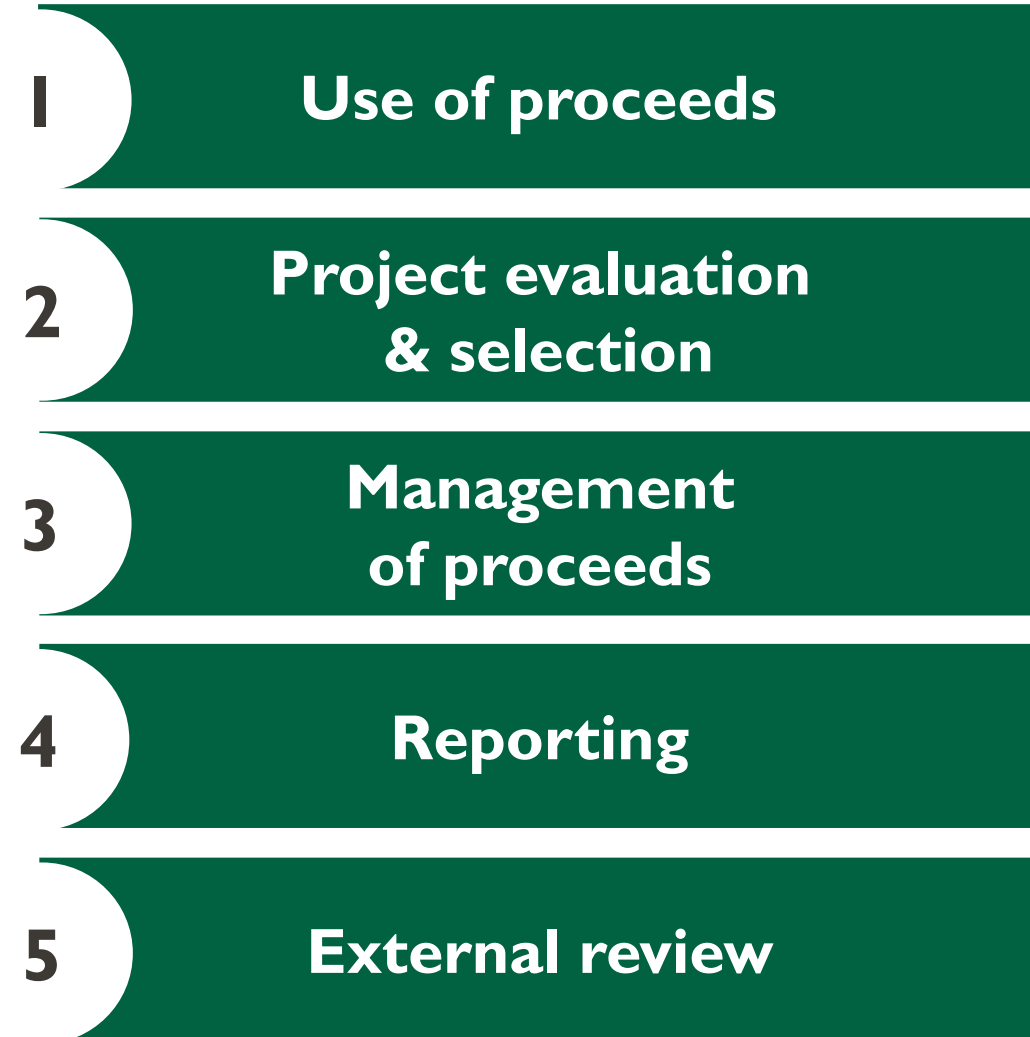 1
Use of proceeds
2
Project evaluation
& selection
3
Management
of proceeds
4
Reporting
5
External review